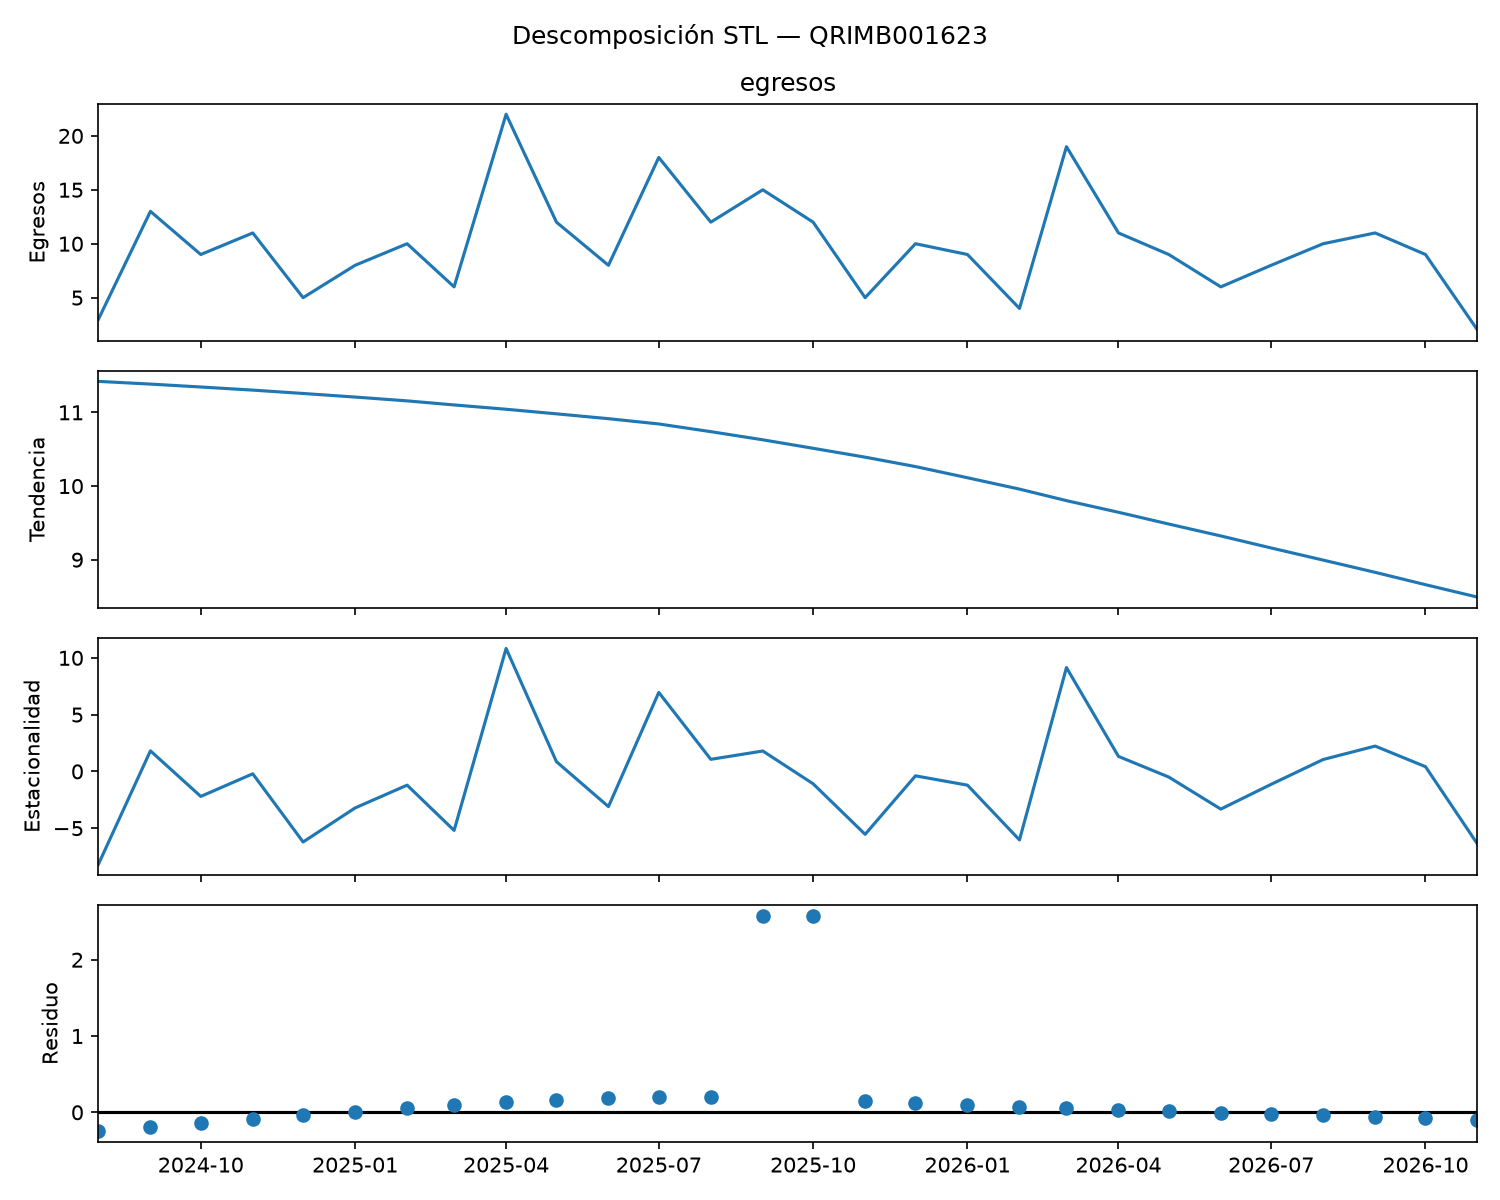 Descomposición STL — QRIMB001623
egresos
Egresos
20
15
10
5
Tendencia
11
10
9
Estacionalidad
10
5
0
−5
Residuo
2
1
0
2024-10 2025-01 2025-04 2025-07 2025-10 2026-01 2026-04 2026-07 2026-10